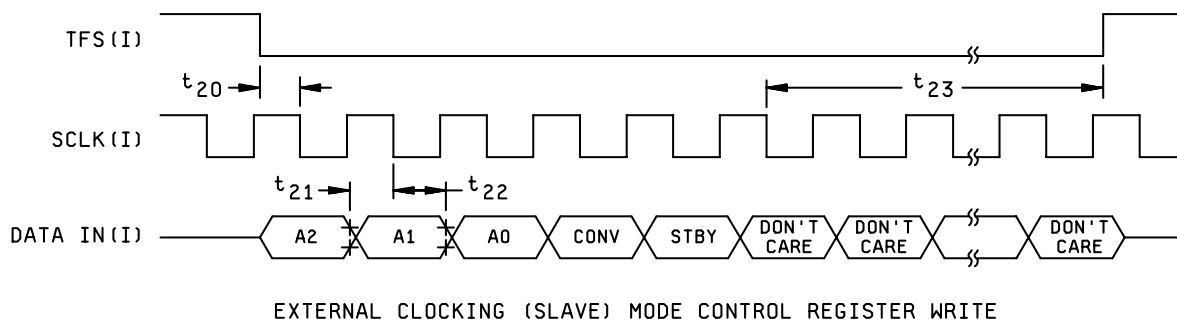 TFS(I)
t20
t23
SCLK(I)
t21
t22
DATA IN(I)
A2
A1
A0
CONV
STBY
DON'T
CARE
DON'T
CARE
DON'T
CARE
EXTERNAL CLOCKING (SLAVE) MODE CONTROL REGISTER WRITE